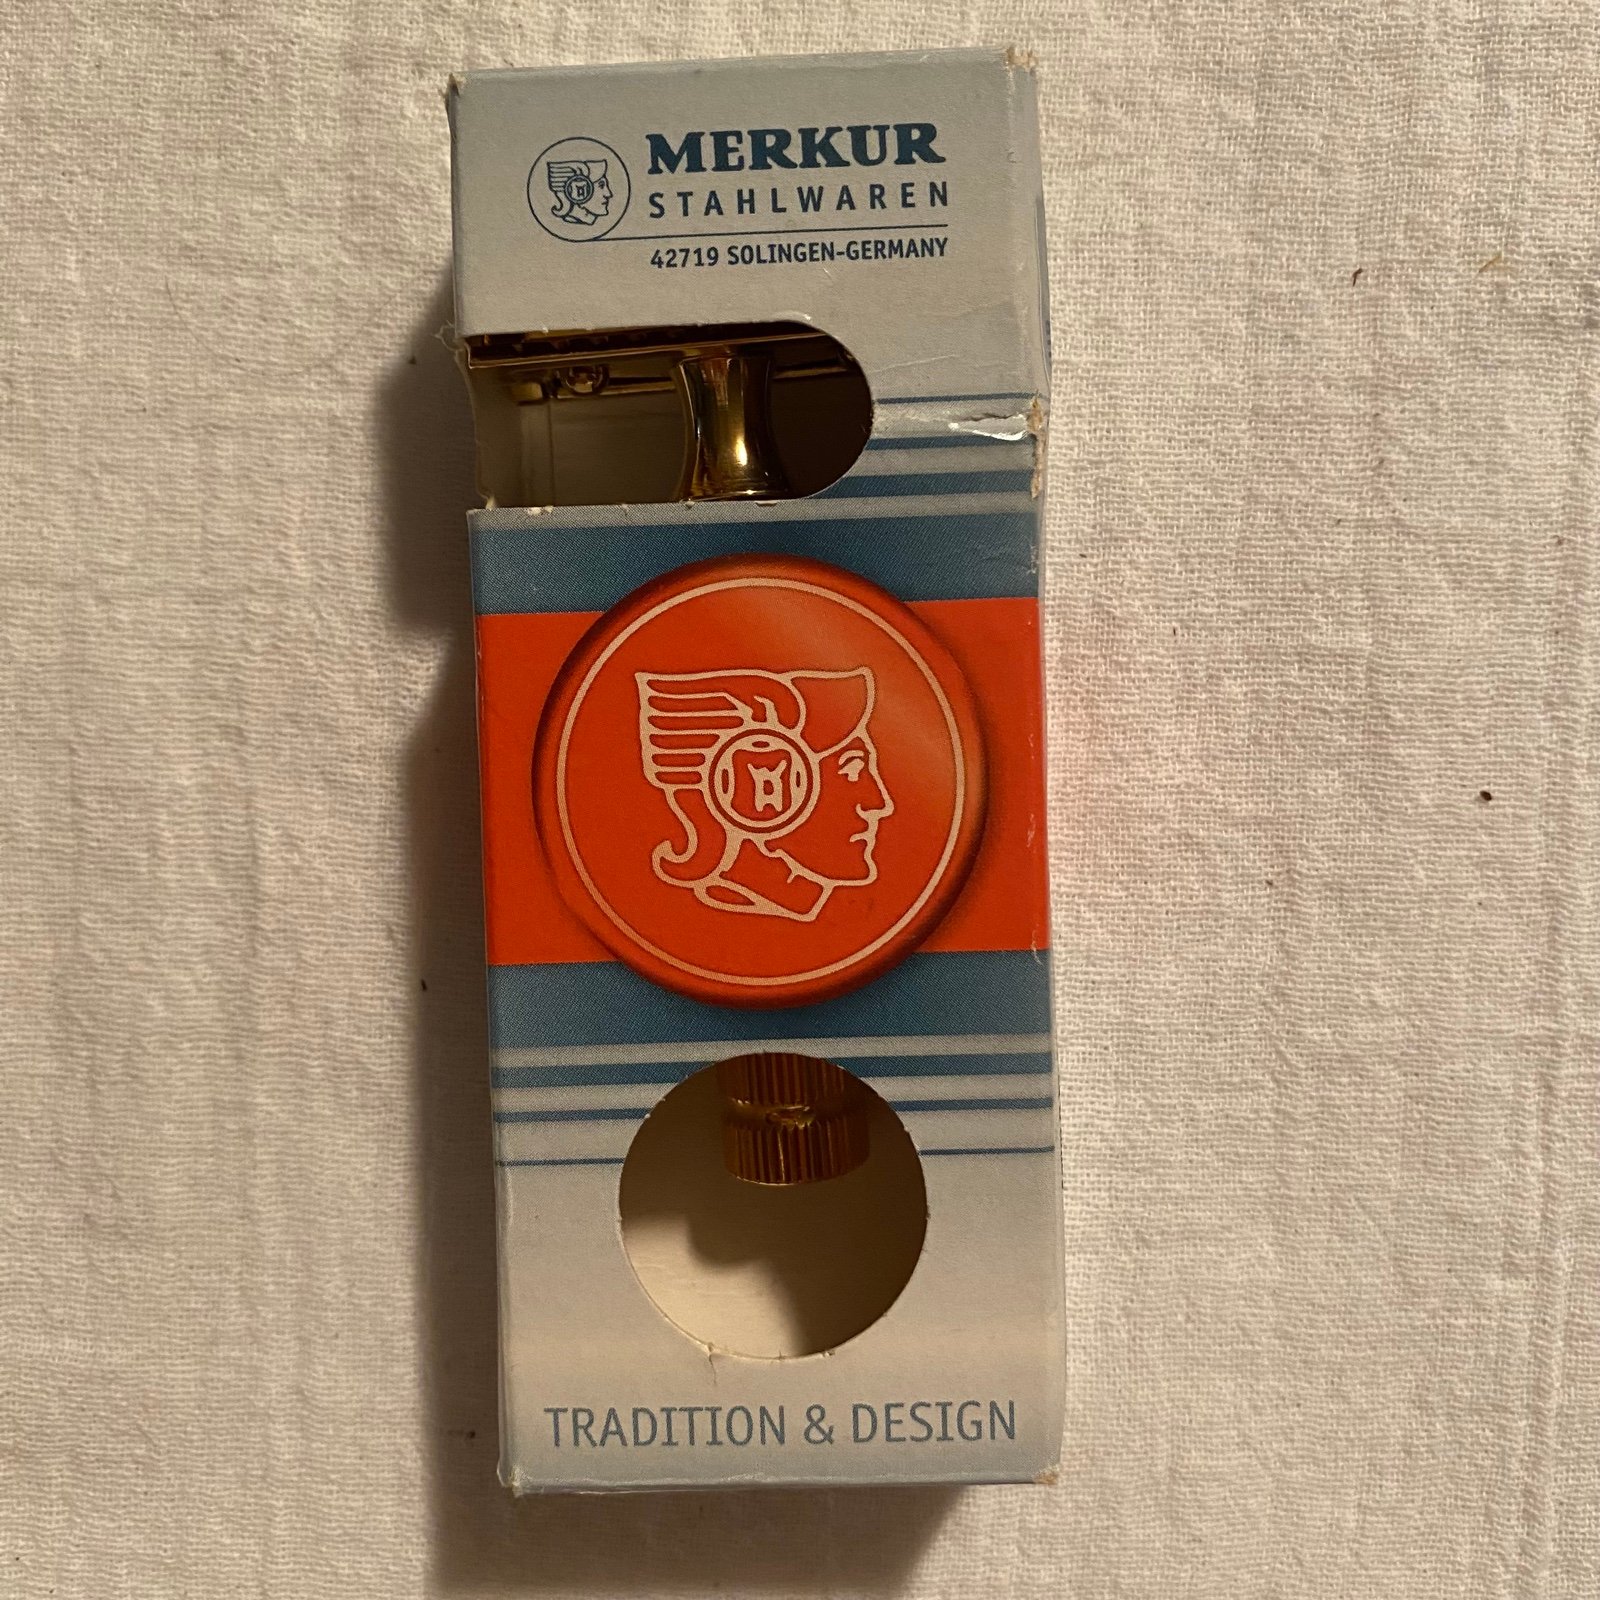 MERKUR
STAHLWAREN
42719 SOLINGEN-GERMANY
TRADITION & DESIGN